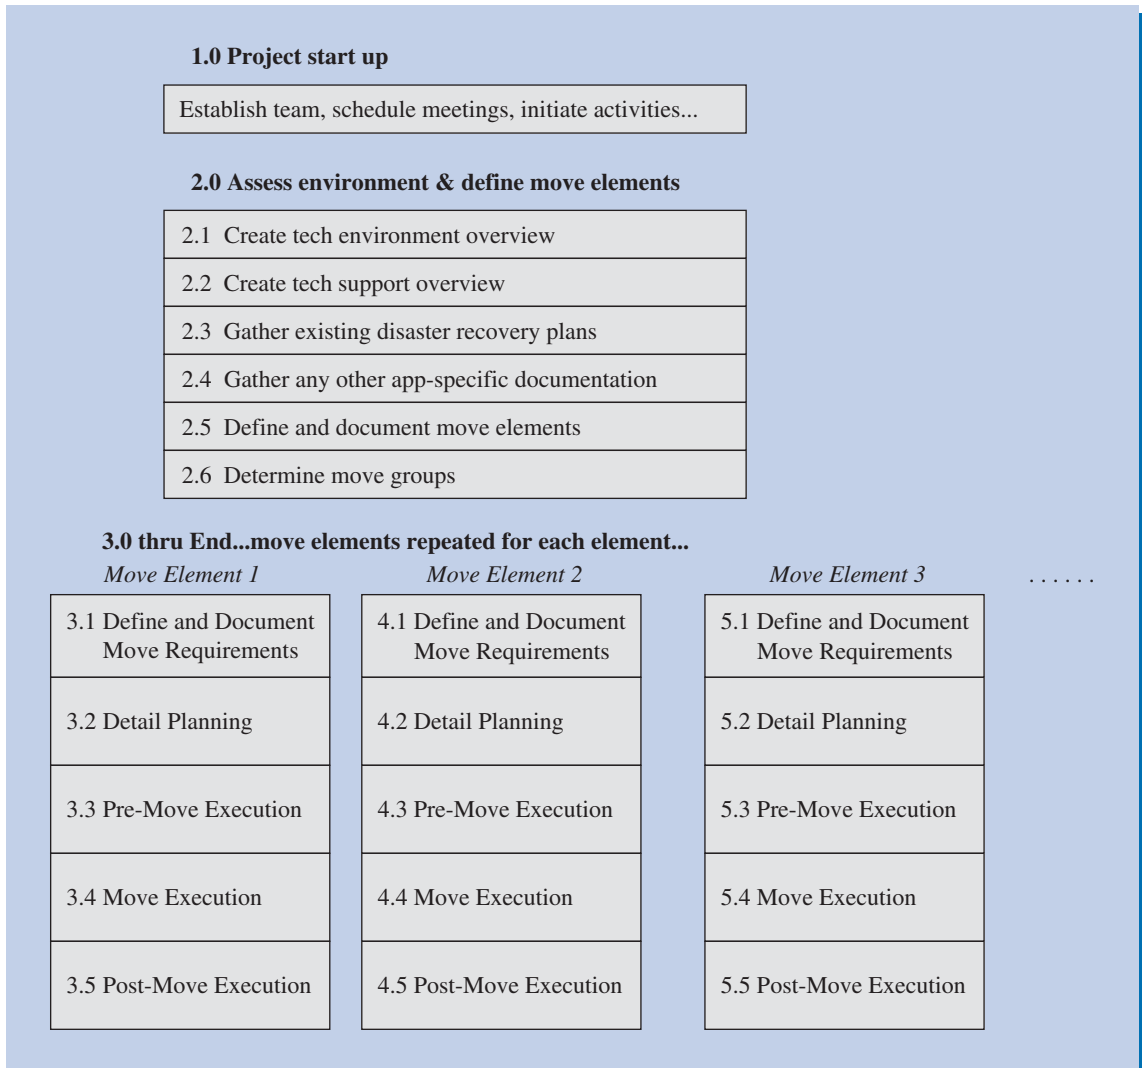 1.0 Project start up
Establish team, schedule meetings, initiate activities...
2.0 Assess environment & define move elements
2.1 Create tech environment overview
2.2 Create tech support overview
2.3 Gather existing disaster recovery plans
2.4 Gather any other app-specific documentation
2.5 Define and document move elements
2.6 Determine move groups
3.0 thru End...move elements repeated for each element...
Move Element 1
3.1 Define and Document
Move Requirements
3.2 Detail Planning
3.3 Pre-Move Execution
3.4 Move Execution
3.5 Post-Move Execution
Move Element 2
4.1 Define and Document
Move Requirements
4.2 Detail Planning
4.3 Pre-Move Execution
4.4 Move Execution
4.5 Post-Move Execution
Move Element 3
5.1 Define and Document
Move Requirements
5.2 Detail Planning
5.3 Pre-Move Execution
5.4 Move Execution
5.5 Post-Move Execution
. . . . . .